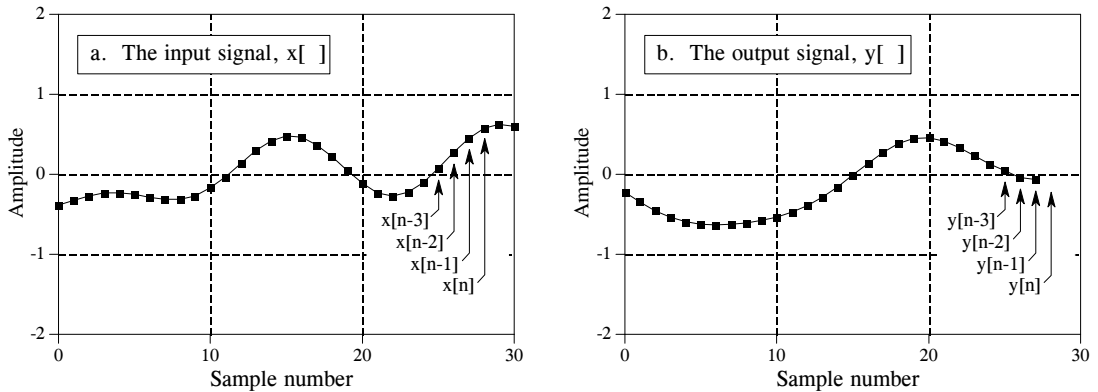 2
a. The input signal, x[ ]
1
0
-1
-2
Amplitude
x[n-3]
x[n-2]
x[n-1]
x[n]
0
10
20
30
Sample number
2
b. The output signal, y[ ]
1
0
-1
-2
Amplitude
y[n-3]
y[n-2]
y[n-1]
y[n]
0
10
20
30
Sample number